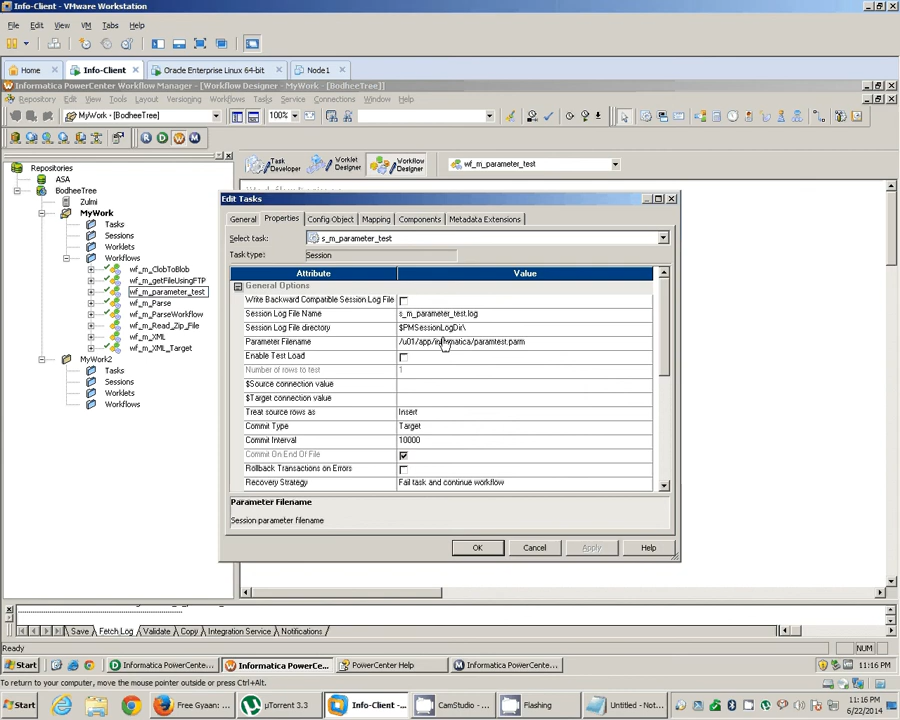 Info-Client - VMware Workstation
File Edit View VM Tabs Help
Home Info-Client Oracle Enterprise Linux 64-bit Node1
Informatica PowerCenter Workflow Manager - [Workflow Designer - MyWork - [BodheeTree]]
Repository Edit View Tools Layout Versioning Workflows Tasks Service Connections Window Help
MyWork - [BodheeTree] 100%
Task Developer Worklet Designer Workflow Designer wf_m_parameter_test
Repositories
ASA
BodheeTree
Zulmi
MyWork
Tasks
Sessions
Worklets
Workflows
wf_m_ClobToBlob
wf_m_getFileUsingFTP
wf_m_parameter_test
wf_m_Parse
wf_m_ParseWorkflow
wf_m_Read_Zip_File
wf_m_XML
wf_m_XML_Target
MyWork2
Tasks
Sessions
Worklets
Workflows
Edit Tasks
General Properties Config Object Mapping Components Metadata Extensions
Select task: s_m_parameter_test
Task type: Session
Attribute Value
General Options
Write Backward Compatible Session Log File
Session Log File Name s_m_parameter_test.log
Session Log File directory $PMSessionLogDir\
Parameter Filename /u01/app/informatica/paramtest.parm
Enable Test Load
Number of rows to test 1
$Source connection value
$Target connection value
Treat source rows as Insert
Commit Type Target
Commit Interval 10000
Commit On End Of File
Rollback Transactions on Errors
Recovery Strategy Fail task and continue workflow
Parameter Filename
Session parameter filename
OK Cancel Apply Help
Save Fetch Log Validate Copy Integration Service Notifications
Ready NUM
Start Informatica PowerCente... Informatica PowerCe... PowerCenter Help Informatica PowerCente... 11:16 PM
To return to your computer, move the mouse pointer outside or press Ctrl+Alt.
Start Free Gyaan: ... µTorrent 3.3 Info-Client -... CamStudio - ... Flashing Untitled - Not... 11:16 PM
6/22/2014